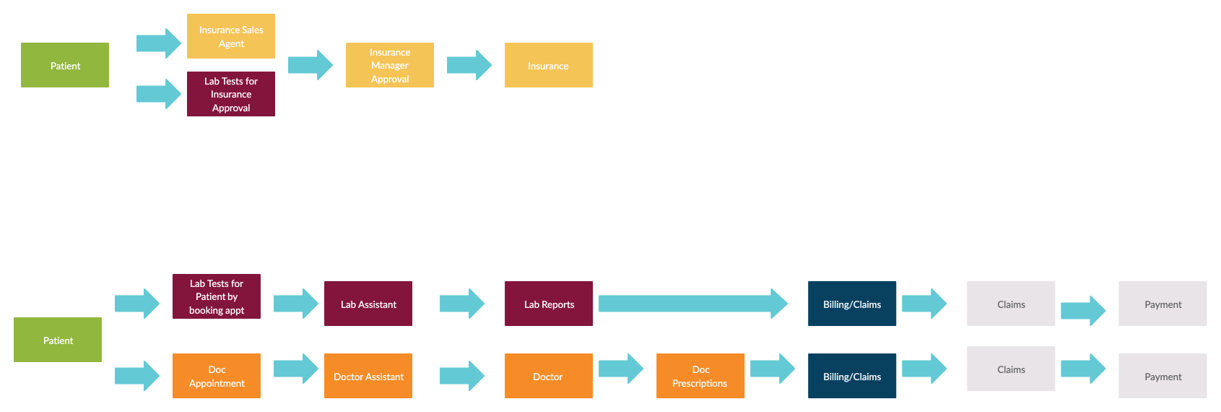 Patient
Insurance Sales
Agent
Lab Tests for
Insurance
Approval
Insurance
Manager
Approval
Insurance
Patient
Lab Tests for
Patient by
booking appt
Lab Assistant
Lab Reports
Billing/Claims
Claims
Payment
Doc
Appointment
Doctor Assistant
Doctor
Doc
Prescriptions
Billing/Claims
Claims
Payment